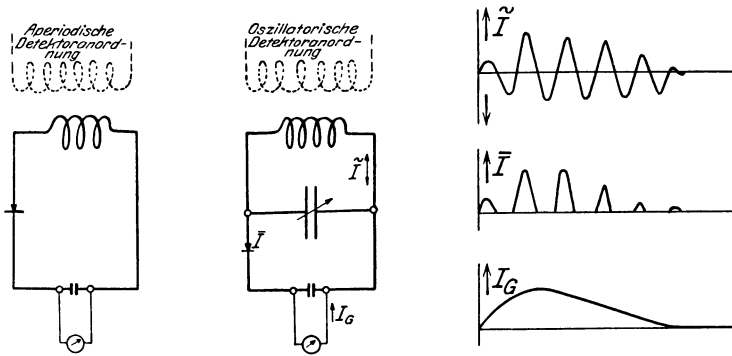 Aperiodische
Detektoranord-
nung
Oszillatorische
Detektoranord-
nung
Ĩ
Ī
I_G
Ĩ
Ī
I_G